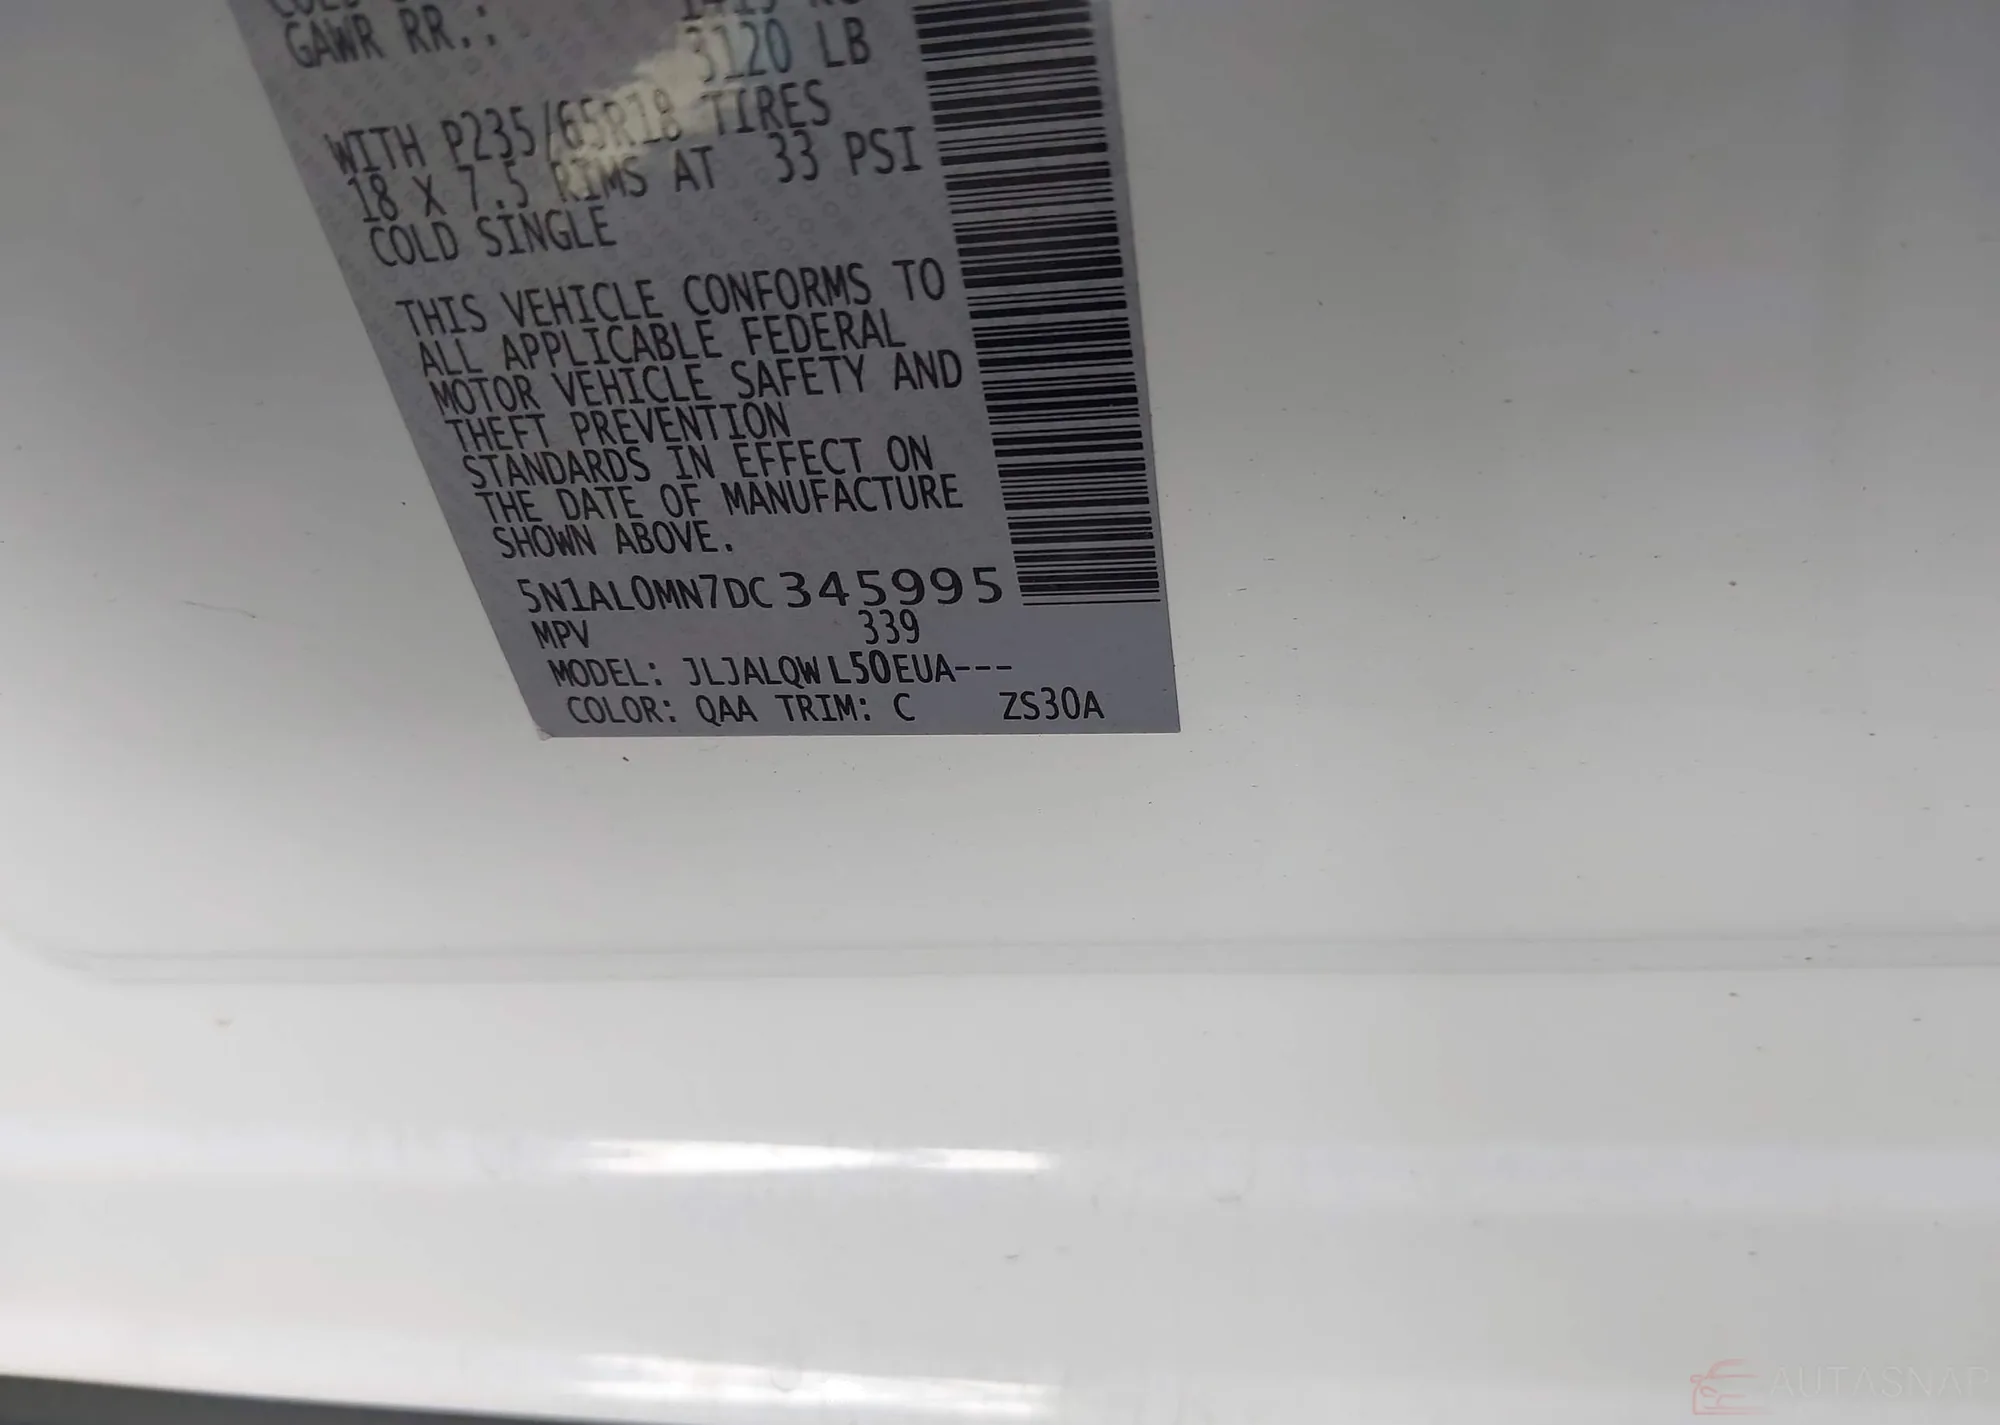 GAWR RR.:
3120 LB
WITH P235/65R18 TIRES
18 X 7.5 RIMS AT 33 PSI
COLD SINGLE
THIS VEHICLE CONFORMS TO
ALL APPLICABLE FEDERAL
MOTOR VEHICLE SAFETY AND
THEFT PREVENTION
STANDARDS IN EFFECT ON
THE DATE OF MANUFACTURE
SHOWN ABOVE.
5N1AL0MN7DC345995
MPV 339
MODEL: JLJALQWL50EUA---
COLOR: QAA TRIM: C ZS30A
AUTASNAP